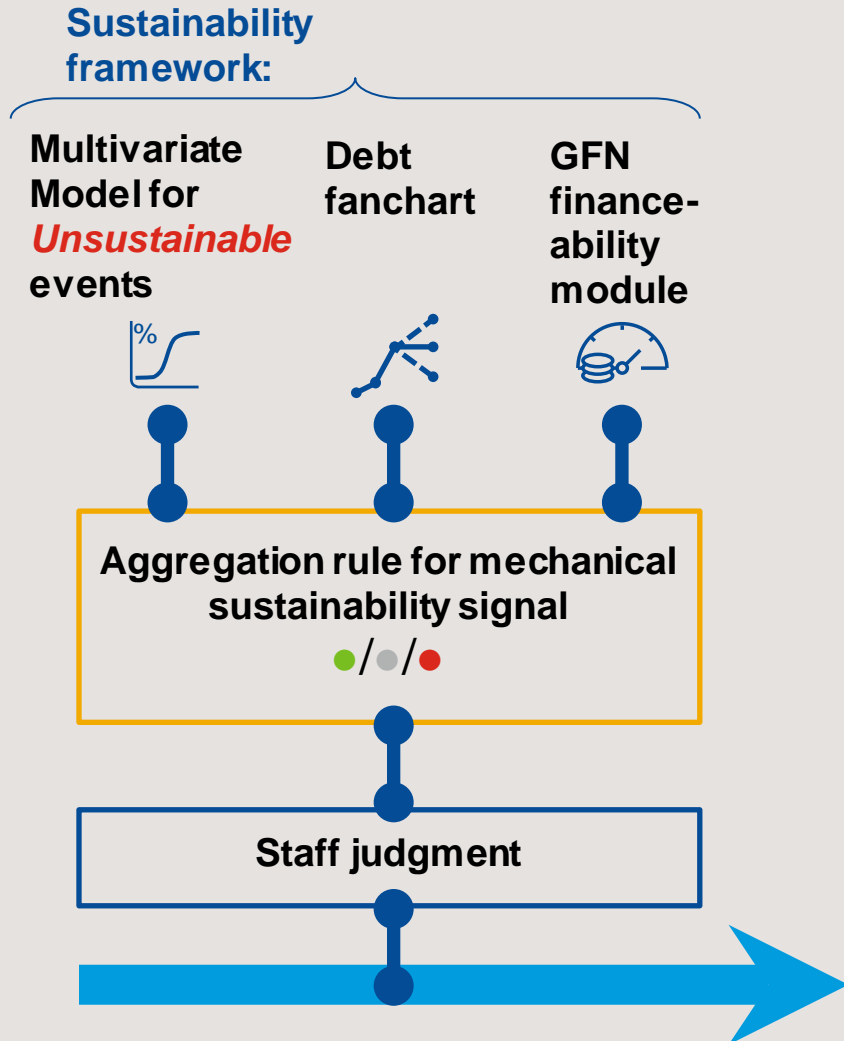 Sustainability
framework:
Multivariate
Model for
Unsustainable
events
Debt
fanchart
GFN
finance-
ability
module
%
Aggregation rule for mechanical
sustainability signal
●/●/●
Staff judgment